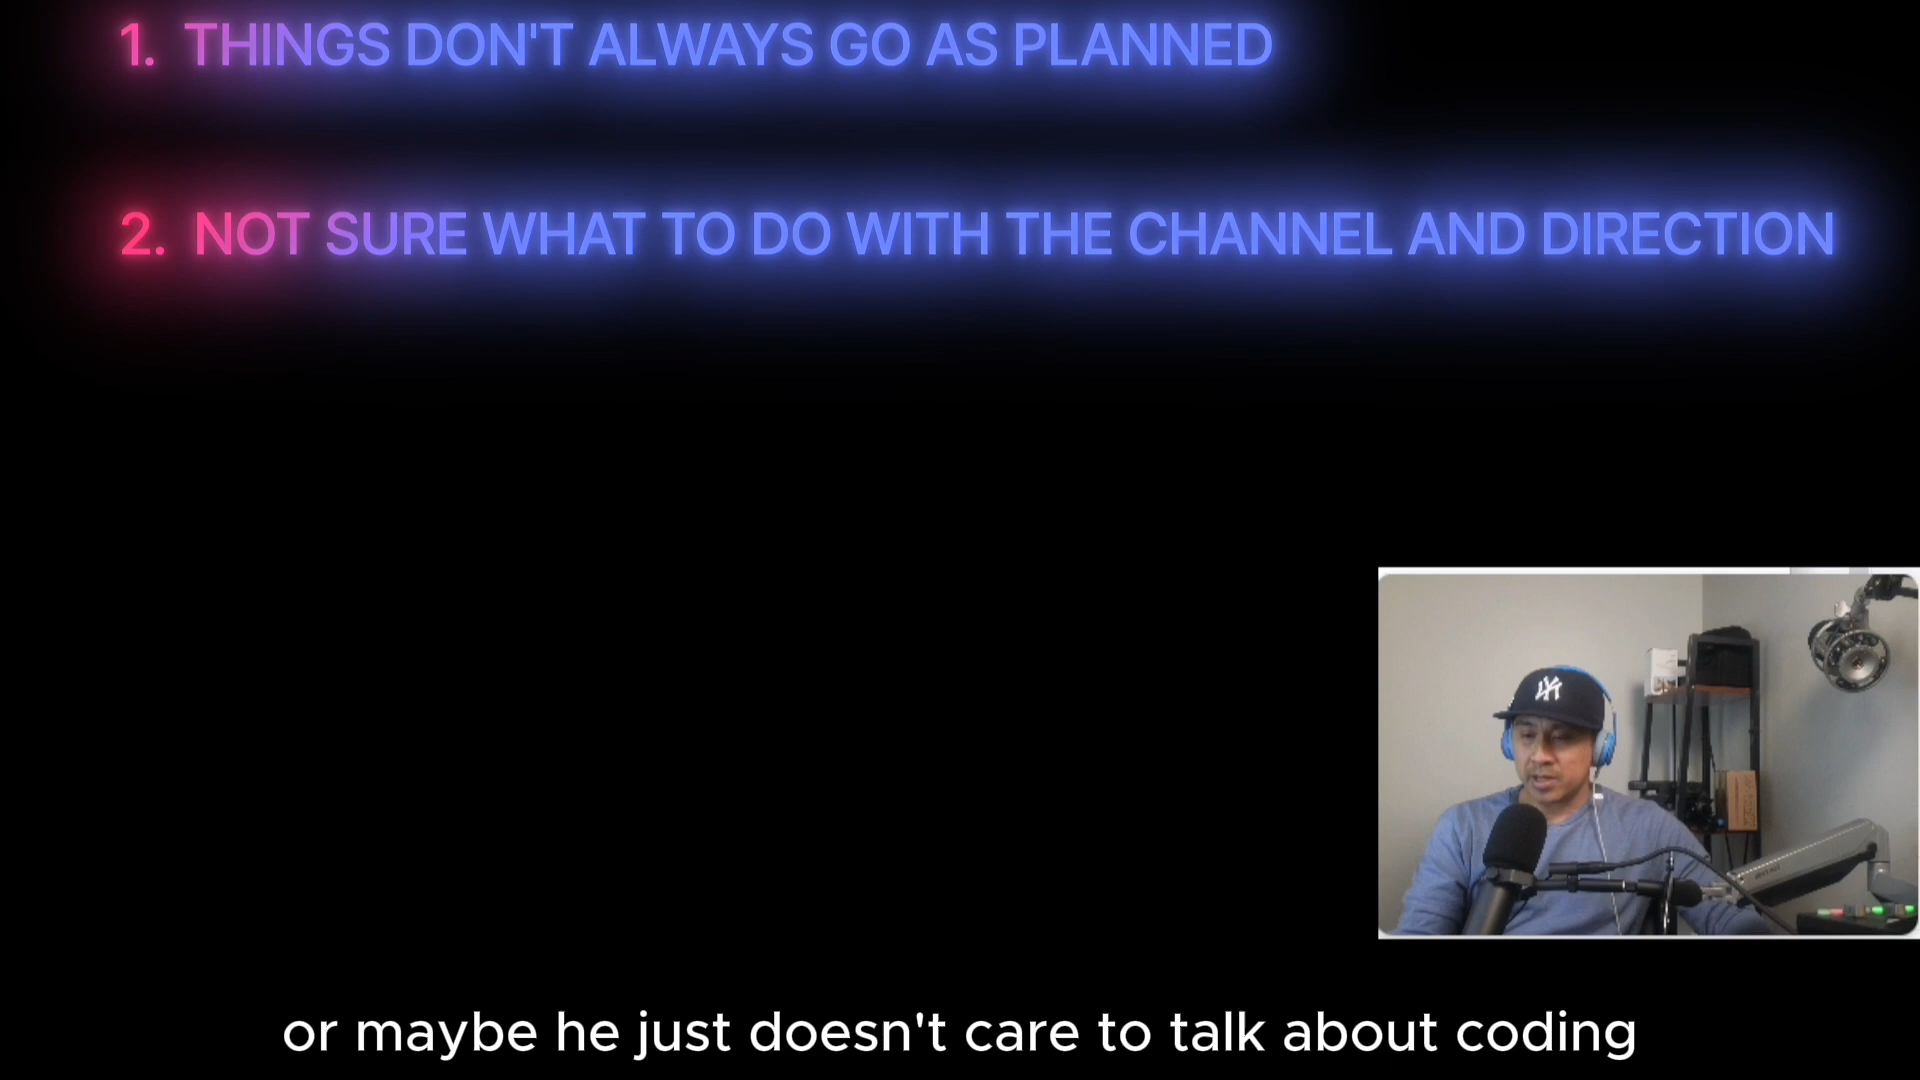 1. THINGS DON'T ALWAYS GO AS PLANNED
2. NOT SURE WHAT TO DO WITH THE CHANNEL AND DIRECTION
NY
or maybe he just doesn't care to talk about coding